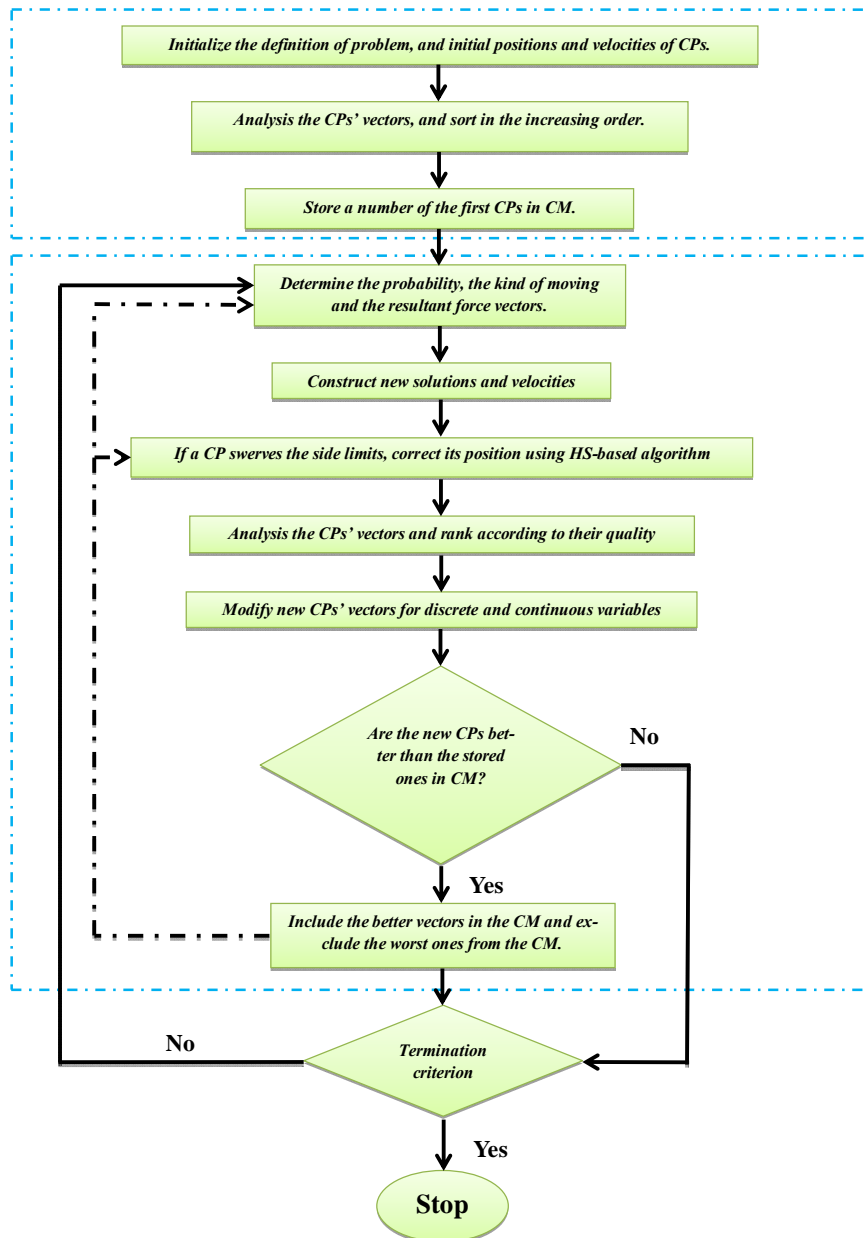 Initialize the definition of problem, and initial positions and velocities of CPs.
Analysis the CPs' vectors, and sort in the increasing order.
Store a number of the first CPs in CM.
Determine the probability, the kind of moving
and the resultant force vectors.
Construct new solutions and velocities
If a CP swerves the side limits, correct its position using HS-based algorithm
Analysis the CPs' vectors and rank according to their quality
Modify new CPs' vectors for discrete and continuous variables
Are the new CPs bet-
ter than the stored
ones in CM?
No
Yes
Include the better vectors in the CM and ex-
clude the worst ones from the CM.
No
Termination
criterion
Yes
Stop